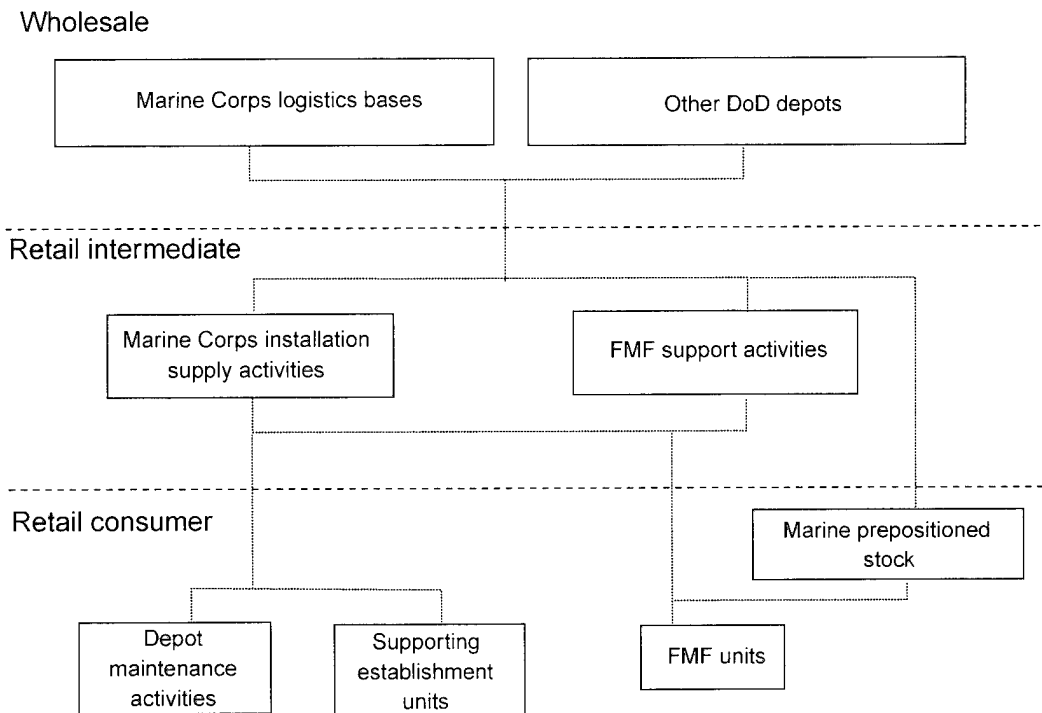 Wholesale
Marine Corps logistics bases
Other DoD depots
Retail intermediate
Marine Corps installation
supply activities
FMF support activities
Retail consumer
Marine prepositioned
stock
Depot
maintenance
activities
Supporting
establishment
units
FMF units